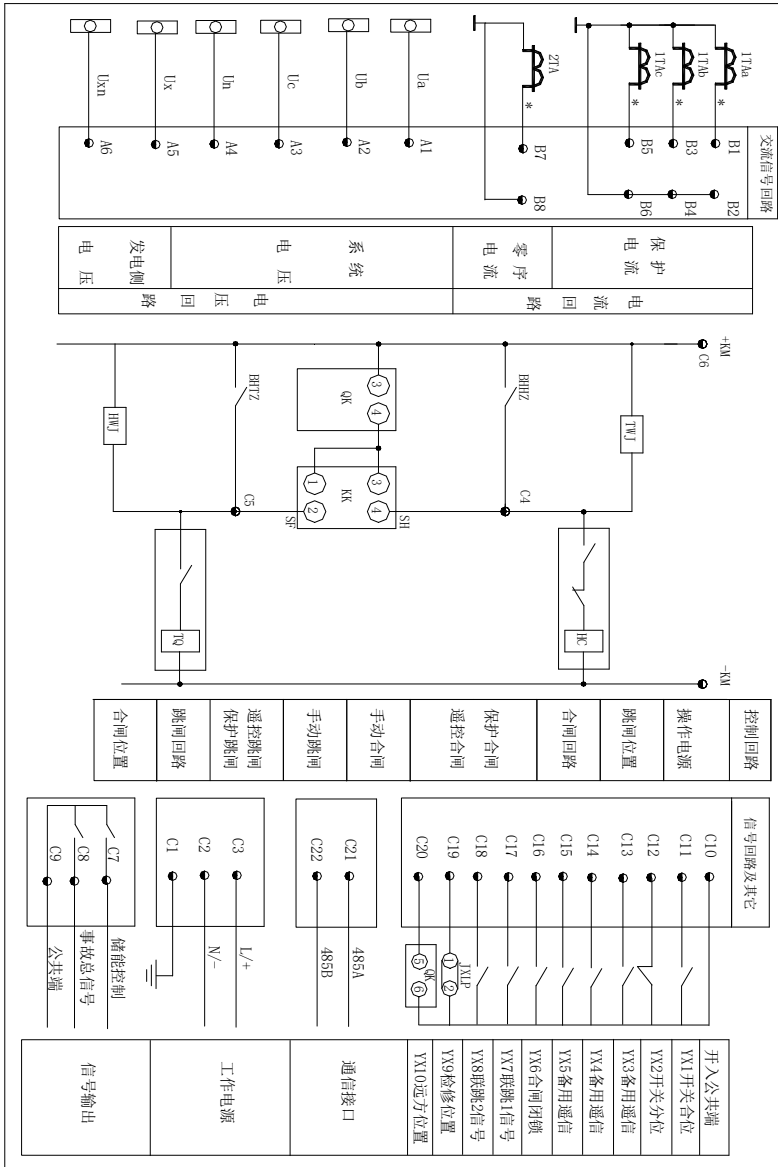 交流信号回路
1TAa
1TAb
1TAc
*
*
*
2TA
*
Ua
Ub
Uc
Un
Ux
Uxn
B1
B3
B5
B2
B4
B6
B7
B8
A1
A2
A3
A4
A5
A6
保护
电流
零序
电流
系统
电压
发电侧
电压
电流回路
电压回路
+KM
C6
TWJ
BHHZ
QK
3
4
BHTZ
HWJ
C4
KK
3
4
1
2
SH
SF
C5
HC
TQ
-KM
控制回路
操作电源
跳闸位置
合闸回路
保护合闸
遥控合闸
手动合闸
手动跳闸
遥控跳闸
保护跳闸
跳闸回路
合闸位置
信号回路及其它
C10
C11
C12
C13
C14
C15
C16
C17
C18
C19
C20
JXLP
1
2
QK
5
6
开入公共端
YX1开关合位
YX2开关分位
YX3备用遥信
YX4备用遥信
YX5备用遥信
YX6合闸闭锁
YX7联跳1信号
YX8联跳2信号
YX9检修位置
YX10远方位置
C21
C22
485A
485B
通信接口
C3
C2
C1
L/+
N/-
工作电源
C7
C8
C9
储能控制
事故总信号
公共端
信号输出